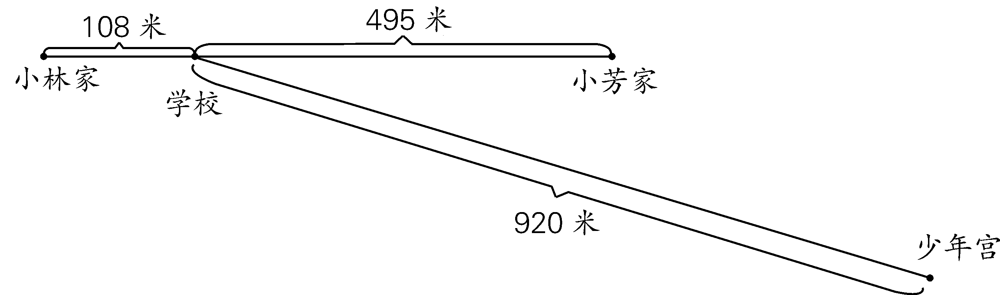 108 米
495 米
小林家
小芳家
学校
920 米
少年宫